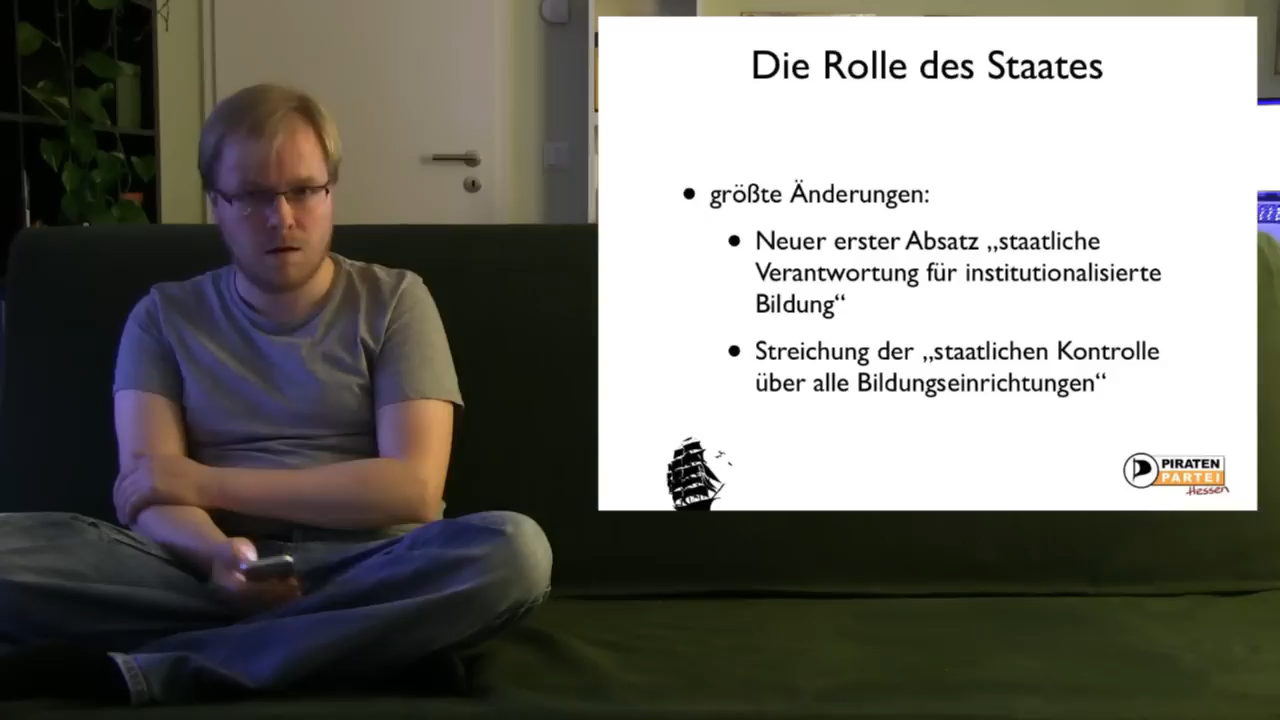 Die Rolle des Staates
• größte Änderungen:
• Neuer erster Absatz „staatliche
Verantwortung für institutionalisierte
Bildung“
• Streichung der „staatlichen Kontrolle
über alle Bildungseinrichtungen“
PIRATEN
PARTEI
Hessen